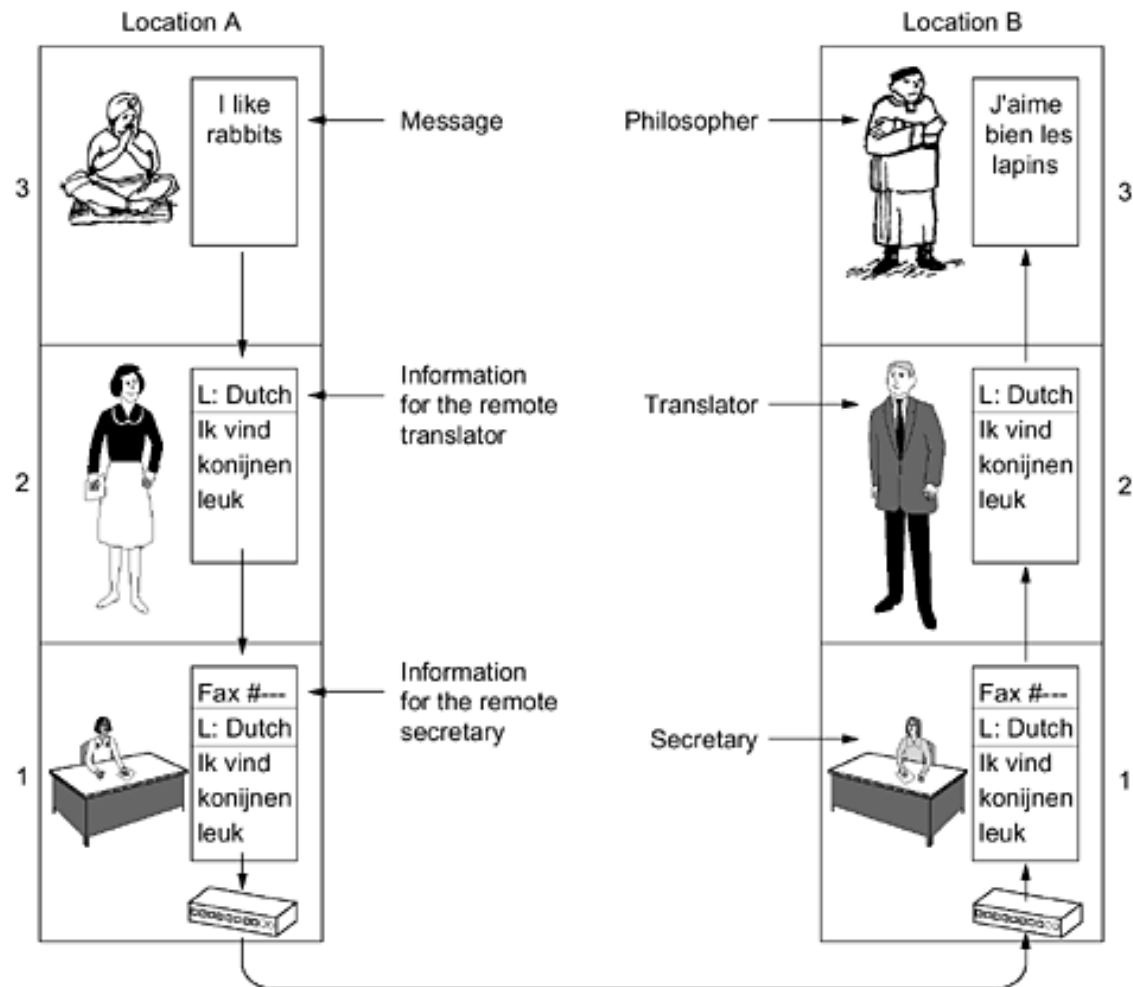 Location A
Location B
I like
rabbits
Message
Philosopher
J'aime
bien les
lapins
3
3
L: Dutch
Ik vind
konijnen
leuk
Information
for the remote
translator
Translator
L: Dutch
Ik vind
konijnen
leuk
2
2
Fax #---
L: Dutch
Ik vind
konijnen
leuk
Information
for the remote
secretary
Secretary
Fax #---
L: Dutch
Ik vind
konijnen
leuk
1
1